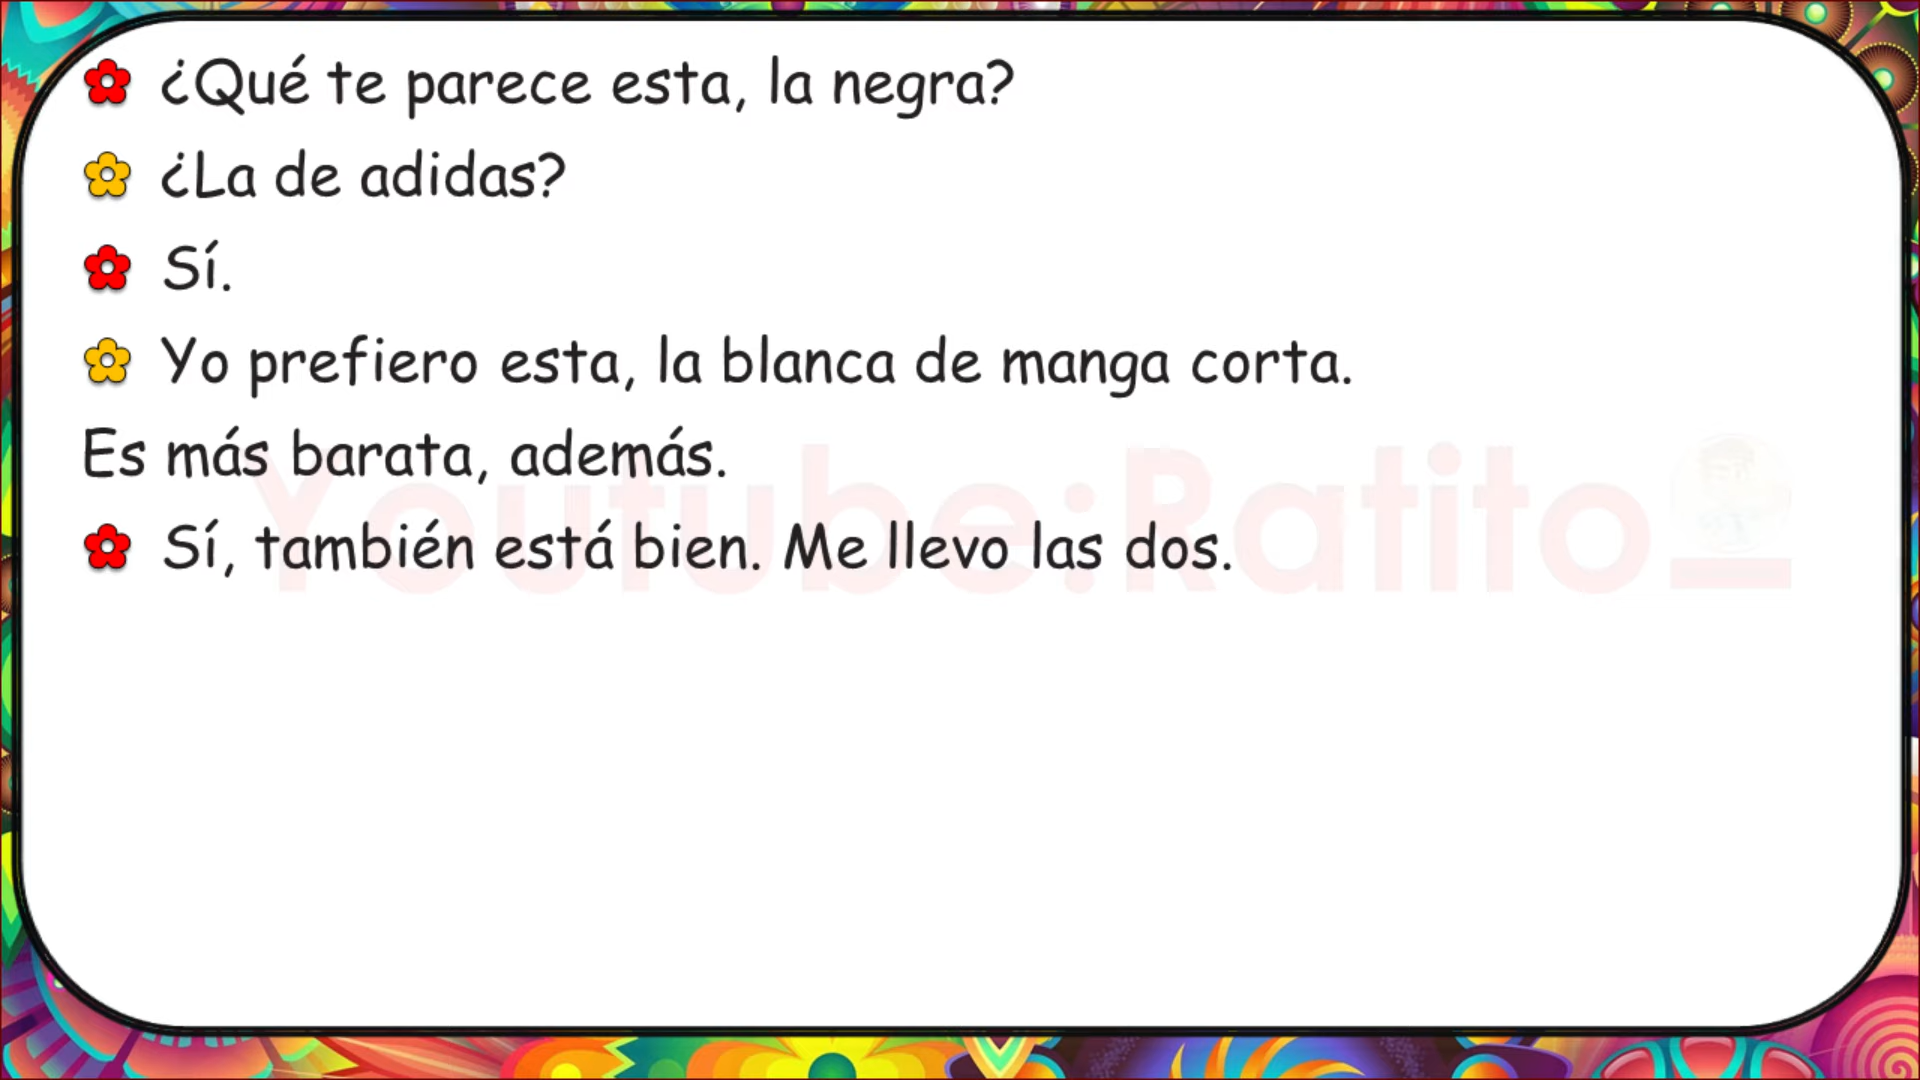 ¿Qué te parece esta, la negra?
¿La de adidas?
Sí.
Yo prefiero esta, la blanca de manga corta.
Es más barata, además.
Sí, también está bien. Me llevo las dos.
Youtube:Ratito_